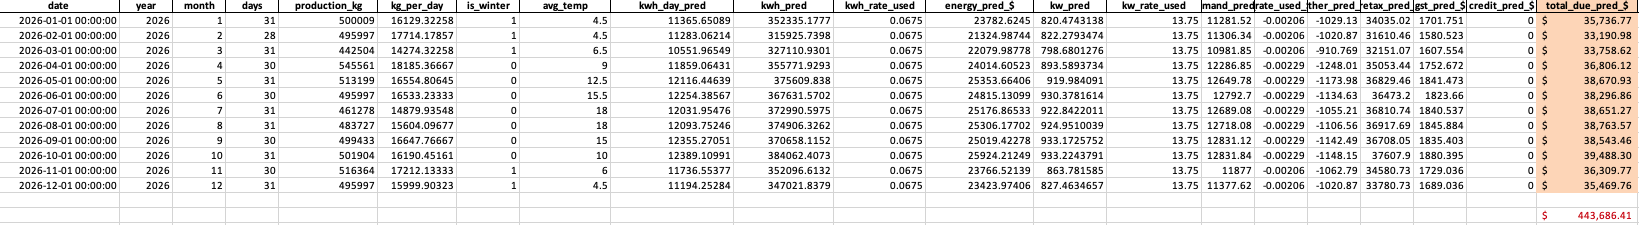 date year month days production_kg kg_per_day is_winter avg_temp kwh_day_pred kwh_pred kwh_rate_used energy_pred_$ kw_pred kw_rate_used mand_pred rate_used_ ther_pred_ retax_pred_ gst_pred_$ credit_pred_$ total_due_pred_$
2026-01-01 00:00:00 2026 1 31 500009 16129.32258 1 4.5 11365.65089 352335.1777 0.0675 23782.6245 820.4743138 13.75 11281.52 -0.00206 -1029.13 34035.02 1701.751 0 $ 35,736.77
2026-02-01 00:00:00 2026 2 28 495997 17714.17857 1 4.5 11283.06214 315925.7398 0.0675 21324.98744 822.2793474 13.75 11306.34 -0.00206 -1020.87 31610.46 1580.523 0 $ 33,190.98
2026-03-01 00:00:00 2026 3 31 442504 14274.32258 1 6.5 10551.96549 327110.9301 0.0675 22079.98778 798.6801276 13.75 10981.85 -0.00206 -910.769 32151.07 1607.554 0 $ 33,758.62
2026-04-01 00:00:00 2026 4 30 545561 18185.36667 0 9 11859.06431 355771.9293 0.0675 24014.60523 893.5893734 13.75 12286.85 -0.00229 -1248.01 35053.44 1752.672 0 $ 36,806.12
2026-05-01 00:00:00 2026 5 31 513199 16554.80645 0 12.5 12116.44639 375609.838 0.0675 25353.66406 919.984091 13.75 12649.78 -0.00229 -1173.98 36829.46 1841.473 0 $ 38,670.93
2026-06-01 00:00:00 2026 6 30 495997 16533.23333 0 15.5 12254.38567 367631.5702 0.0675 24815.13099 930.3781614 13.75 12792.7 -0.00229 -1134.63 36473.2 1823.66 0 $ 38,296.86
2026-07-01 00:00:00 2026 7 31 461278 14879.93548 0 18 12031.95476 372990.5975 0.0675 25176.86533 922.8422011 13.75 12689.08 -0.00229 -1055.21 36810.74 1840.537 0 $ 38,651.27
2026-08-01 00:00:00 2026 8 31 483727 15604.09677 0 18 12093.75246 374906.3262 0.0675 25306.17702 924.9510039 13.75 12718.08 -0.00229 -1106.56 36917.69 1845.884 0 $ 38,763.57
2026-09-01 00:00:00 2026 9 30 499433 16647.76667 0 15 12355.27051 370658.1152 0.0675 25019.42278 933.1725752 13.75 12831.12 -0.00229 -1142.49 36708.05 1835.403 0 $ 38,543.46
2026-10-01 00:00:00 2026 10 31 501904 16190.45161 0 10 12389.10991 384062.4073 0.0675 25924.21249 933.2243791 13.75 12831.84 -0.00229 -1148.15 37607.9 1880.395 0 $ 39,488.30
2026-11-01 00:00:00 2026 11 30 516364 17212.13333 1 6 11736.55377 352096.6132 0.0675 23766.52139 863.781585 13.75 11877 -0.00206 -1062.79 34580.73 1729.036 0 $ 36,309.77
2026-12-01 00:00:00 2026 12 31 495997 15999.90323 1 4.5 11194.25284 347021.8379 0.0675 23423.97406 827.4634657 13.75 11377.62 -0.00206 -1020.87 33780.73 1689.036 0 $ 35,469.76
$ 443,686.41